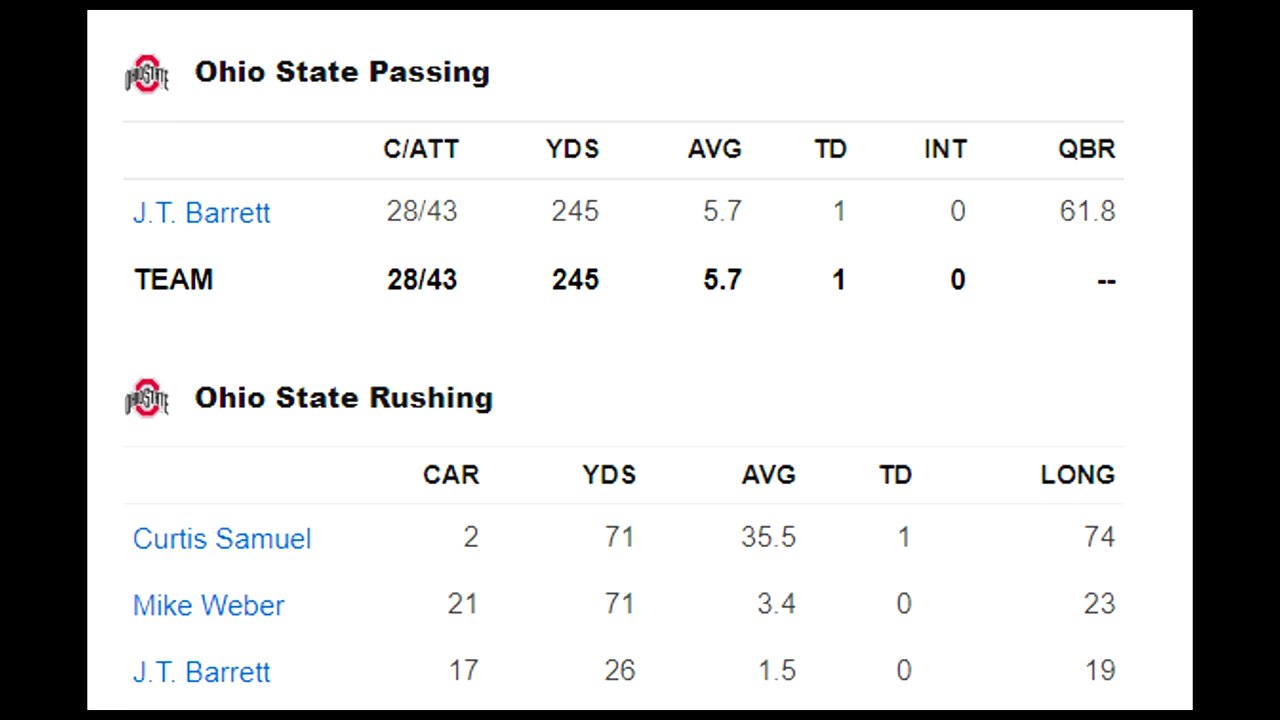 Ohio State Passing
C/ATT YDS AVG TD INT QBR
J.T. Barrett 28/43 245 5.7 1 0 61.8
TEAM 28/43 245 5.7 1 0 --
Ohio State Rushing
CAR YDS AVG TD LONG
Curtis Samuel 2 71 35.5 1 74
Mike Weber 21 71 3.4 0 23
J.T. Barrett 17 26 1.5 0 19